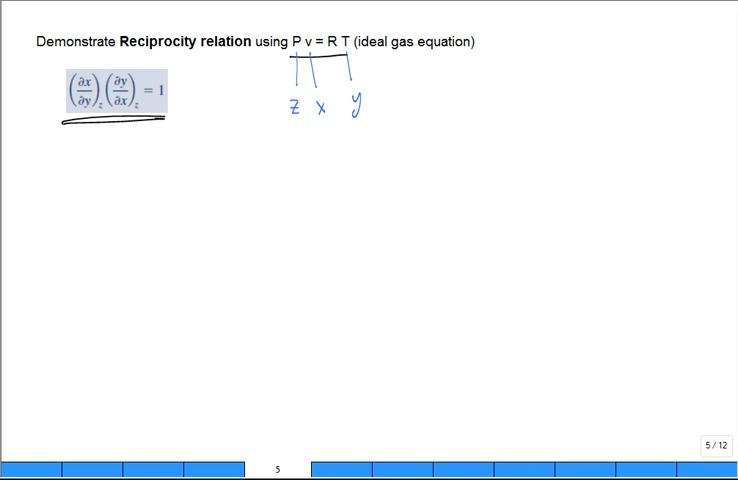 Demonstrate Reciprocity relation using P v = R T (ideal gas equation)
(∂x/∂y)_z (∂y/∂x)_z = 1
z x y
5 / 12
5